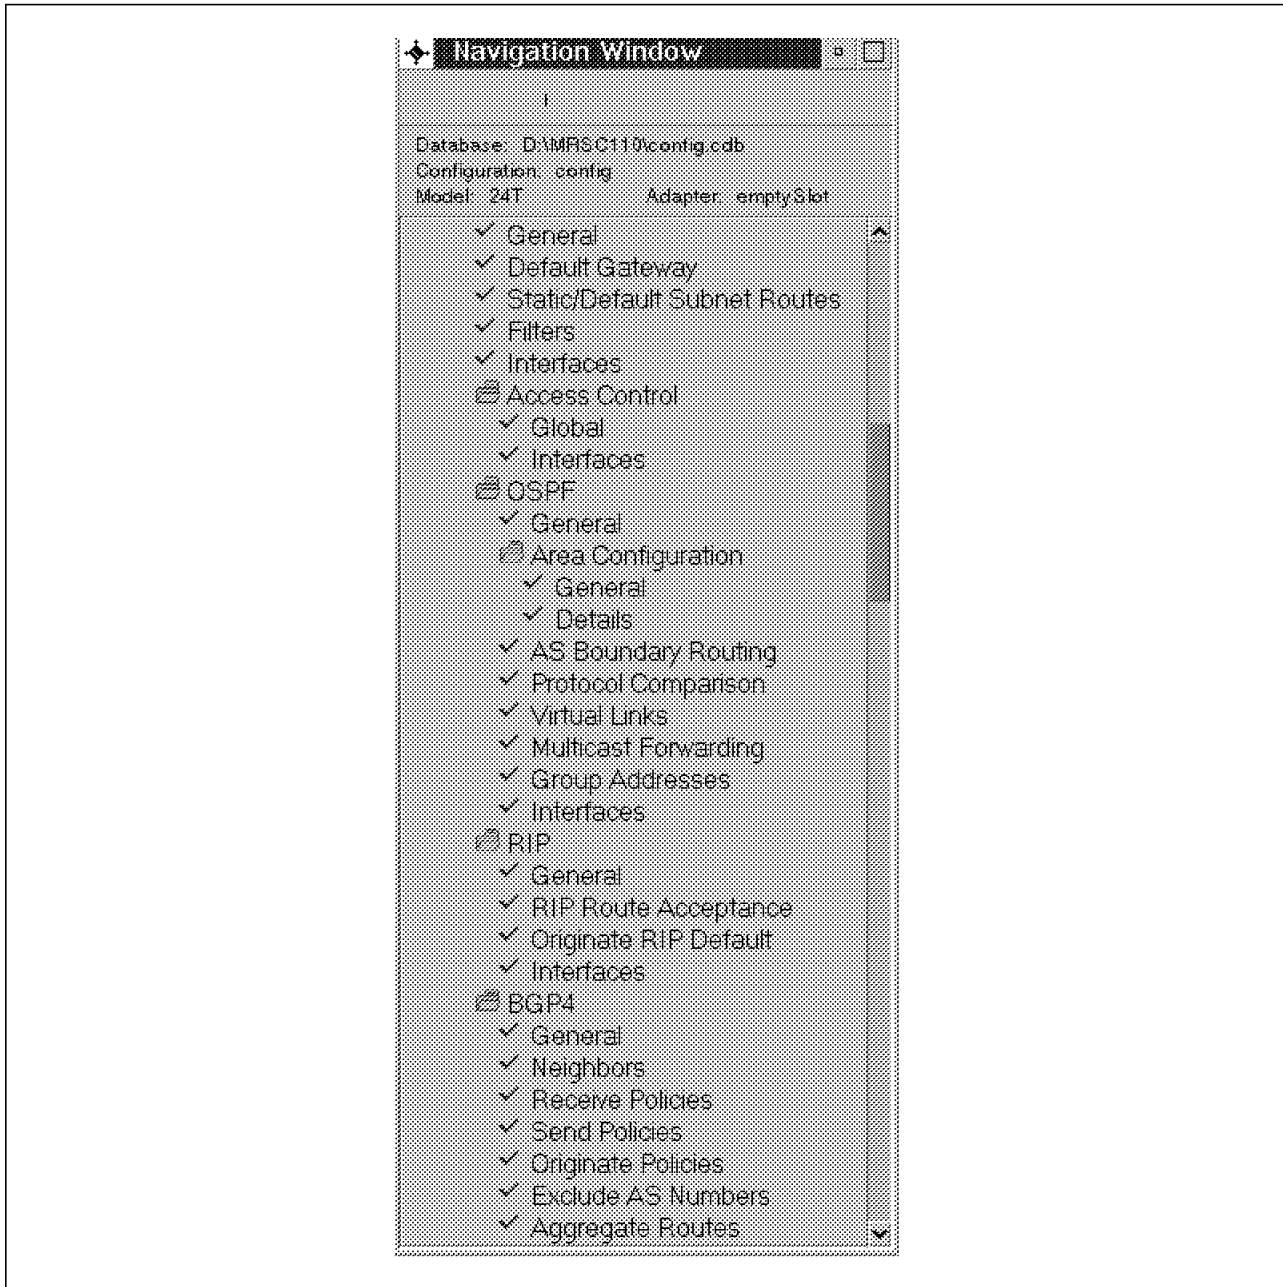 Navigation Window
Database: D:\MRSC110\config.cdb
Configuration: config
Model: 24T Adapter: emptySlot
General
Default Gateway
Static/Default Subnet Routes
Filters
Interfaces
Access Control
Global
Interfaces
OSPF
General
Area Configuration
General
Details
AS Boundary Routing
Protocol Comparison
Virtual Links
Multicast Forwarding
Group Addresses
Interfaces
RIP
General
RIP Route Acceptance
Originate RIP Default
Interfaces
BGP4
General
Neighbors
Receive Policies
Send Policies
Originate Policies
Exclude AS Numbers
Aggregate Routes